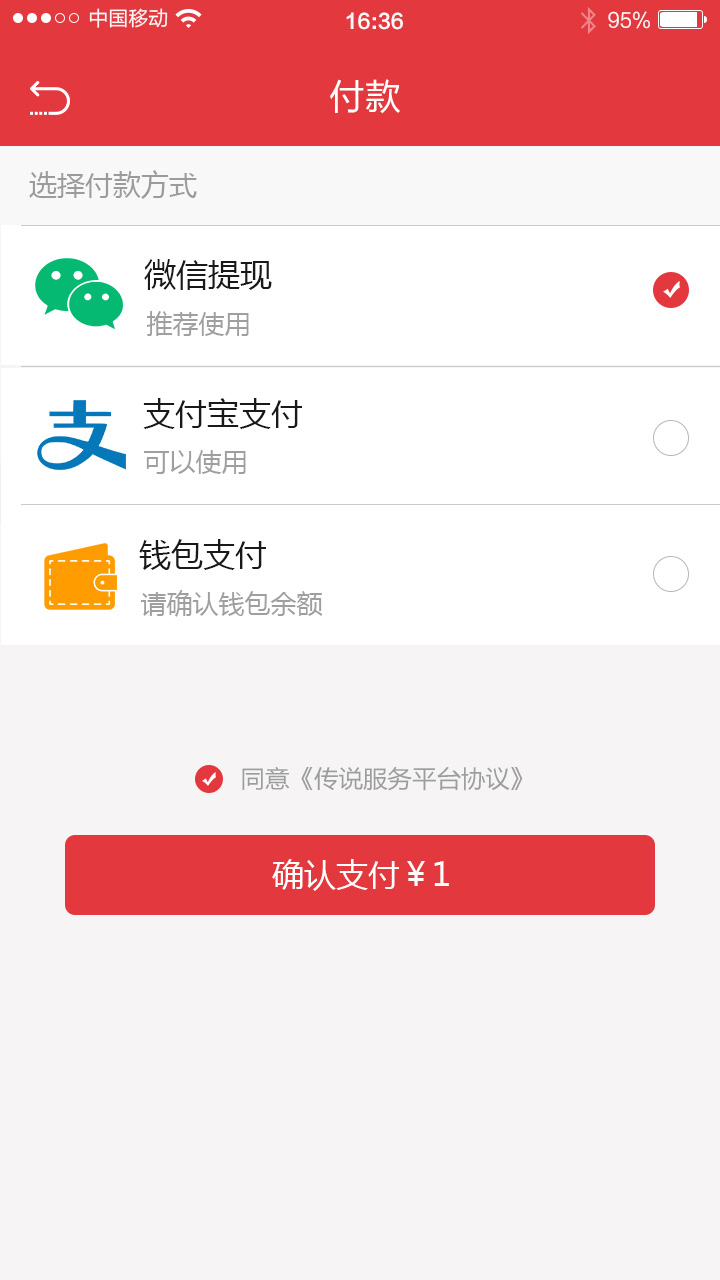 中国移动 16:36 95%
付款
选择付款方式
微信提现
推荐使用
支付宝支付
可以使用
钱包支付
请确认钱包余额
同意《传说服务平台协议》
确认支付¥1